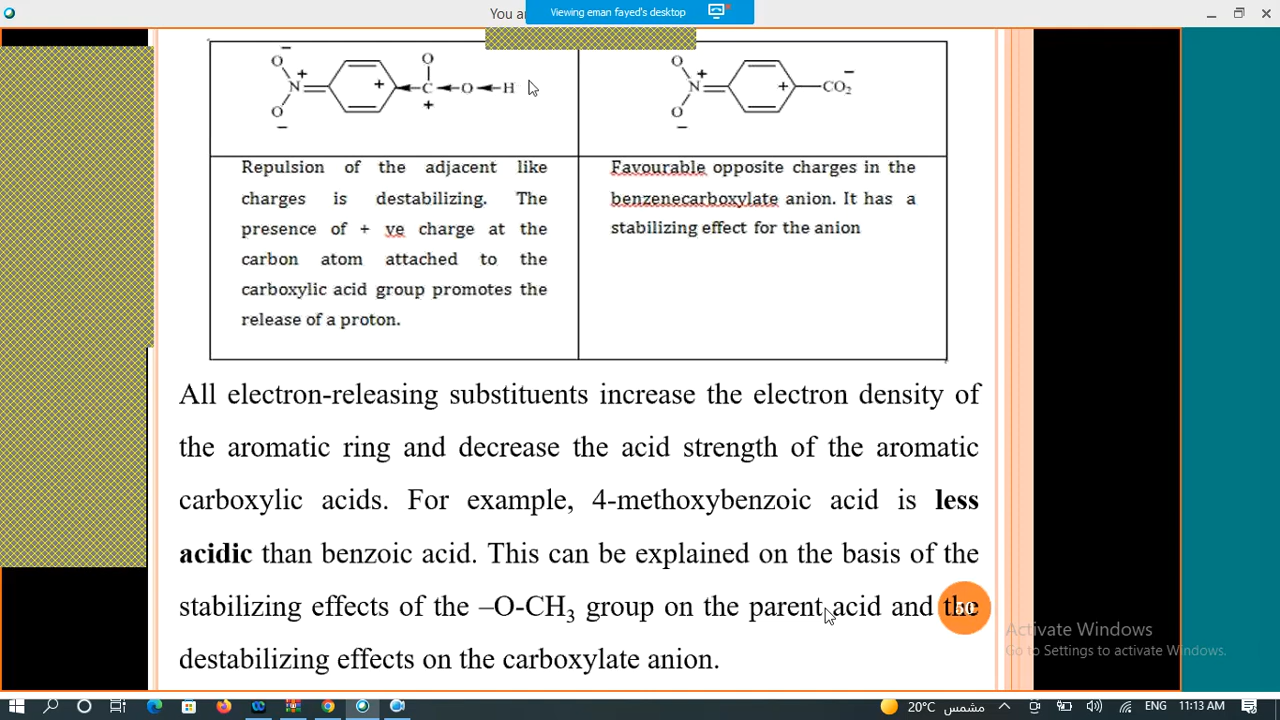 You a
Viewing eman fayed's desktop
O
−
+
N
O
−
+
O
C
+
O
H
O
N
+
O
−
+
CO2
−
Repulsion of the adjacent like
charges is destabilizing. The
presence of + ve charge at the
carbon atom attached to the
carboxylic acid group promotes the
release of a proton.
Favourable opposite charges in the
benzenecarboxylate anion. It has a
stabilizing effect for the anion
All electron-releasing substituents increase the electron density of
the aromatic ring and decrease the acid strength of the aromatic
carboxylic acids. For example, 4-methoxybenzoic acid is less
acidic than benzoic acid. This can be explained on the basis of the
stabilizing effects of the –O-CH3 group on the parent acid and the
destabilizing effects on the carboxylate anion.
Activate Windows
Go to Settings to activate Windows.
20°C مشمس
ENG
11:13 AM